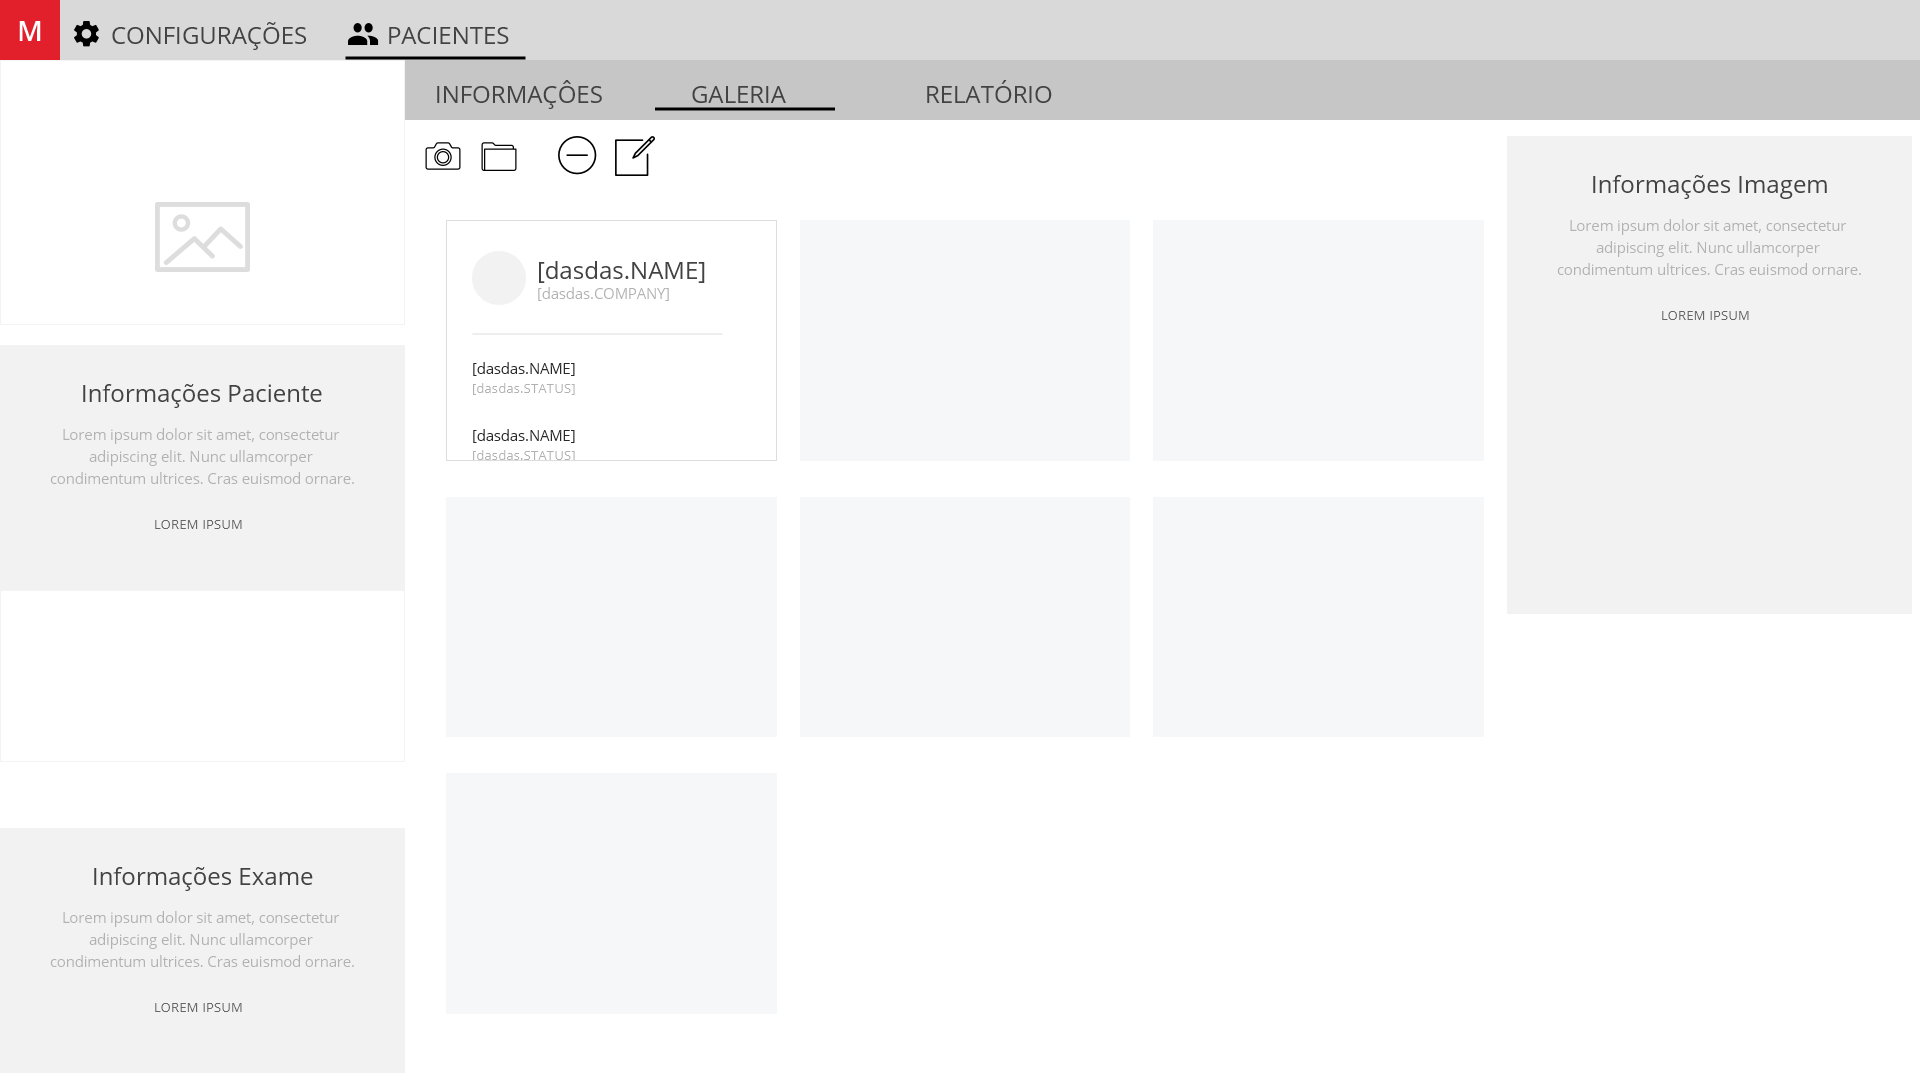 M
CONFIGURAÇÕES
PACIENTES
INFORMAÇÔES
GALERIA
RELATÓRIO
Informações Paciente
Lorem ipsum dolor sit amet, consectetur
adipiscing elit. Nunc ullamcorper
condimentum ultrices. Cras euismod ornare.
LOREM IPSUM
Informações Exame
Lorem ipsum dolor sit amet, consectetur
adipiscing elit. Nunc ullamcorper
condimentum ultrices. Cras euismod ornare.
LOREM IPSUM
[dasdas.NAME]
[dasdas.COMPANY]
[dasdas.NAME]
[dasdas.STATUS]
[dasdas.NAME]
[dasdas.STATUS]
Informações Imagem
Lorem ipsum dolor sit amet, consectetur
adipiscing elit. Nunc ullamcorper
condimentum ultrices. Cras euismod ornare.
LOREM IPSUM